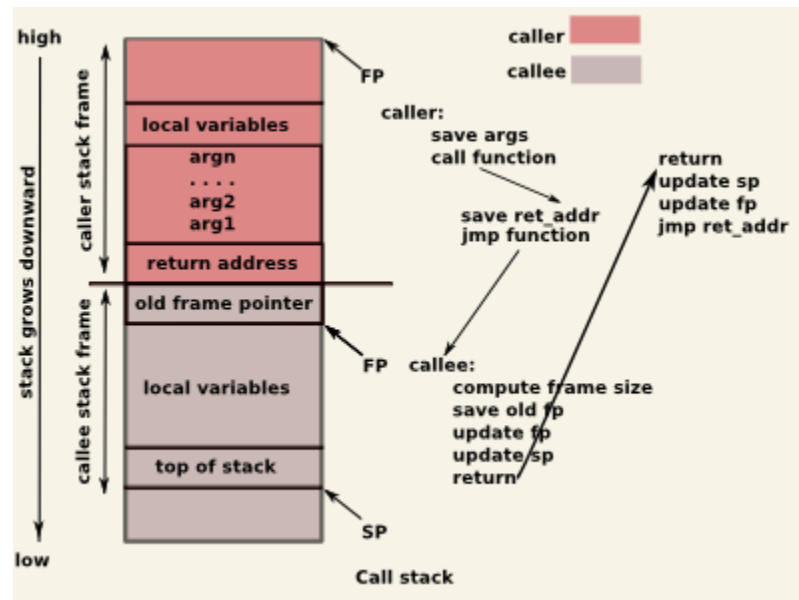 high
caller
callee
FP
caller stack frame
local variables
argn
. . . .
arg2
arg1
return address
stack grows downward
old frame pointer
FP
callee stack frame
local variables
top of stack
SP
low
caller:
save args
call function
save ret_addr
jmp function
callee:
compute frame size
save old fp
update fp
update sp
return
return
update sp
update fp
jmp ret_addr
Call stack